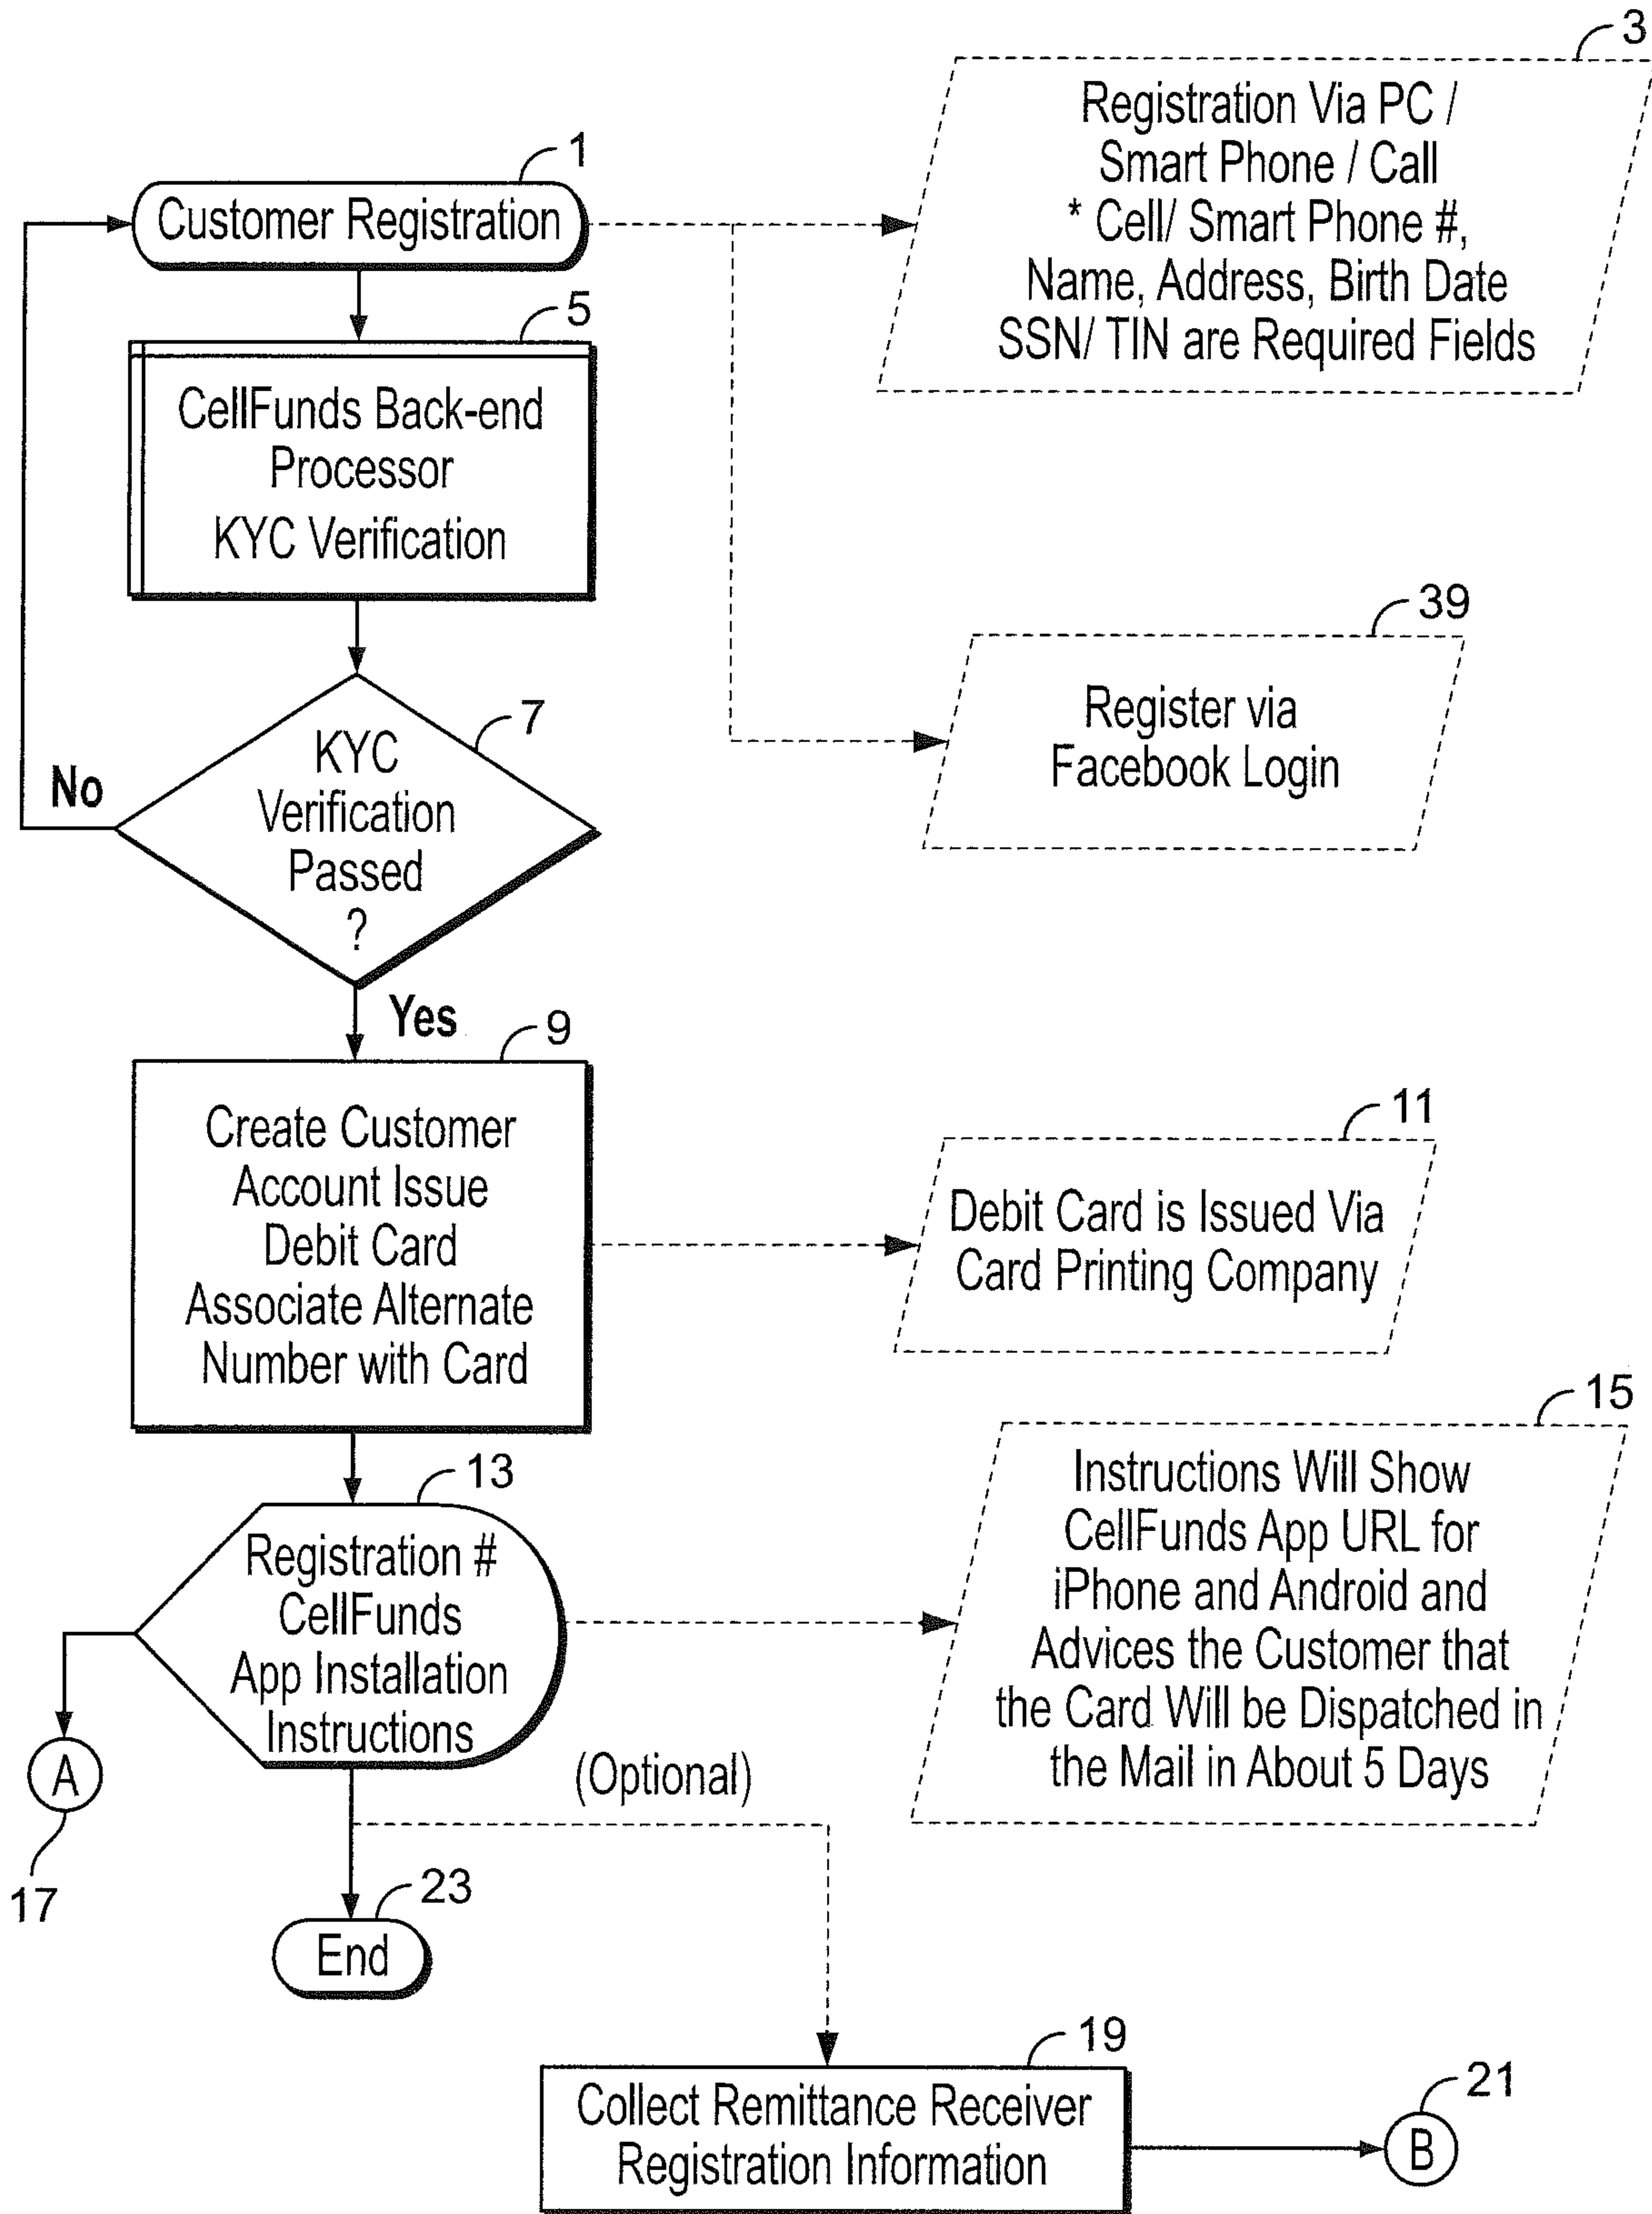 3
Registration Via PC /
Smart Phone / Call
* Cell/ Smart Phone #,
Name, Address, Birth Date
SSN/ TIN are Required Fields
1
Customer Registration
5
CellFunds Back-end
Processor
KYC Verification
39
Register via
Facebook Login
7
KYC
Verification
Passed
?
No
Yes
9
Create Customer
Account Issue
Debit Card
Associate Alternate
Number with Card
11
Debit Card is Issued Via
Card Printing Company
13
Registration #
CellFunds
App Installation
Instructions
15
Instructions Will Show
CellFunds App URL for
iPhone and Android and
Advices the Customer that
the Card Will be Dispatched in
the Mail in About 5 Days
A
17
(Optional)
23
End
19
Collect Remittance Receiver
Registration Information
21
B